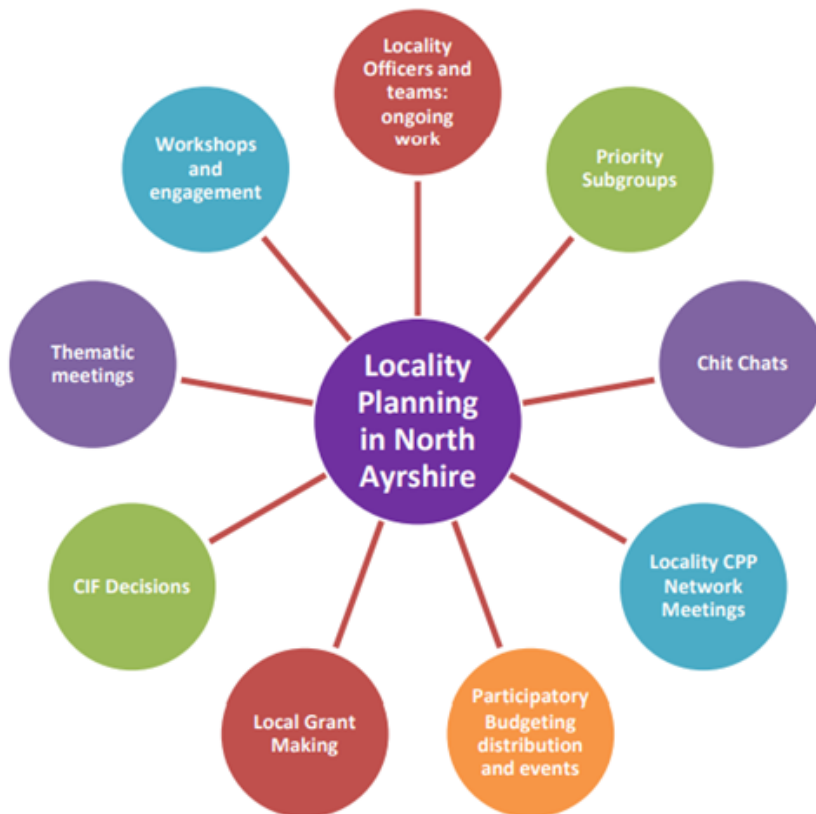 Locality
Officers and
teams:
ongoing
work
Priority
Subgroups
Chit Chats
Locality CPP
Network
Meetings
Participatory
Budgeting
distribution
and events
Local Grant
Making
CIF Decisions
Thematic
meetings
Workshops
and
engagement
Locality
Planning
in North
Ayrshire